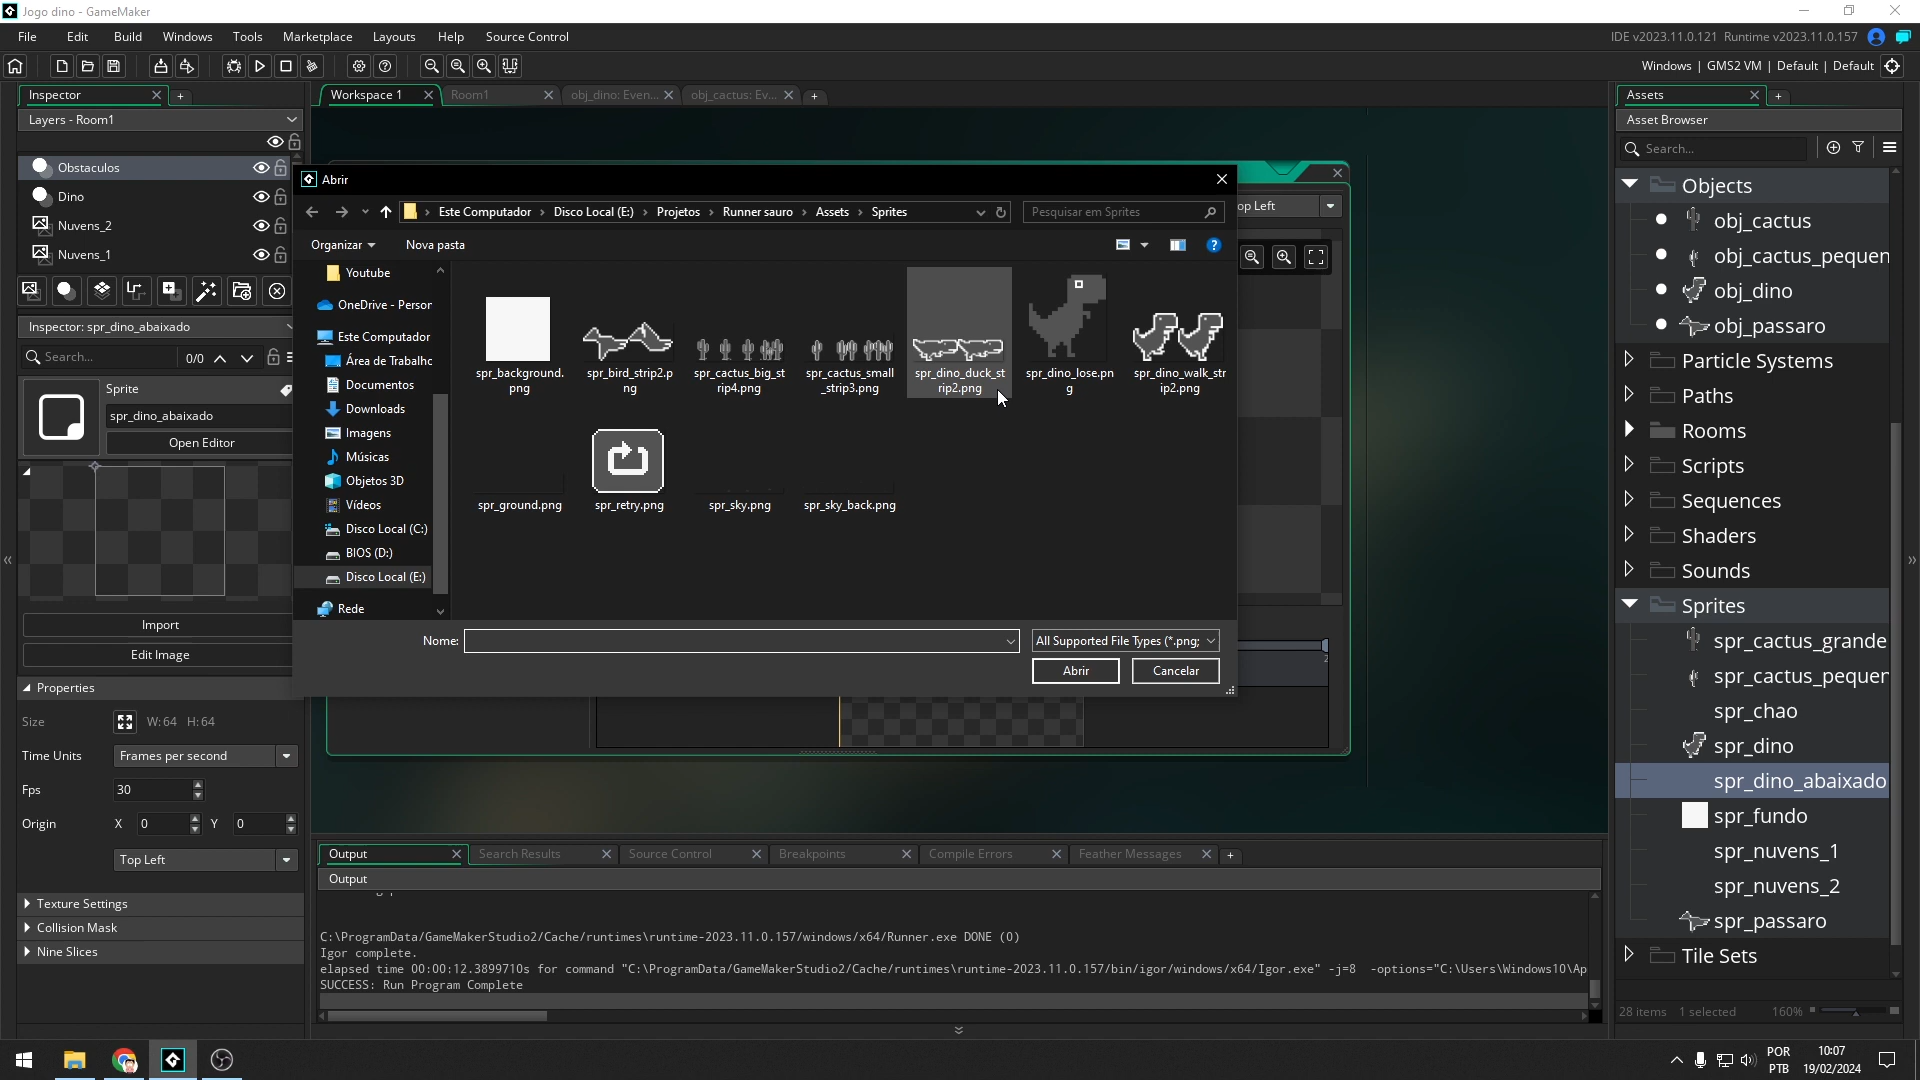 Jogo dino - GameMaker
File Edit Build Windows Tools Marketplace Layouts Help Source Control
IDE v2023.11.0.121 Runtime v2023.11.0.157
Windows | GMS2 VM | Default | Default
Inspector
Workspace 1
Room1
obj_dino: Even...
obj_cactus: Ev...
Assets
Layers - Room1
Asset Browser
Obstaculos
Dino
Nuvens_2
Nuvens_1
Inspector: spr_dino_abaixado
Search...
0/0
Sprite
spr_dino_abaixado
Open Editor
Import
Edit Image
Properties
Size
W:64 H:64
Time Units
Frames per second
Fps
30
Origin
X 0
Y 0
Top Left
Texture Settings
Collision Mask
Nine Slices
Abrir
Este Computador > Disco Local (E:) > Projetos > Runner sauro > Assets > Sprites
Pesquisar em Sprites
op Left
Organizar
Nova pasta
Youtube
OneDrive - Person
Este Computador
Área de Trabalho
Documentos
Downloads
Imagens
Músicas
Objetos 3D
Vídeos
Disco Local (C:)
BIOS (D:)
Disco Local (E:)
Rede
spr_background.
png
spr_bird_strip2.p
ng
spr_cactus_big_st
rip4.png
spr_cactus_small
_strip3.png
spr_dino_duck_st
rip2.png
spr_dino_lose.pn
g
spr_dino_walk_str
ip2.png
spr_ground.png
spr_retry.png
spr_sky.png
spr_sky_back.png
Nome:
All Supported File Types (*.png;
Abrir
Cancelar
Output
Search Results
Source Control
Breakpoints
Compile Errors
Feather Messages
Output
C:\ProgramData/GameMakerStudio2/Cache/runtimes\runtime-2023.11.0.157/windows/x64/Runner.exe DONE (0)
Igor complete.
elapsed time 00:00:12.3899710s for command "C:\ProgramData/GameMakerStudio2/Cache/runtimes\runtime-2023.11.0.157/bin/igor/windows/x64/Igor.exe" -j=8 -options="C:\Users\Windows10\Ap
SUCCESS: Run Program Complete
Search...
Objects
obj_cactus
obj_cactus_pequen
obj_dino
obj_passaro
Particle Systems
Paths
Rooms
Scripts
Sequences
Shaders
Sounds
Sprites
spr_cactus_grande
spr_cactus_pequen
spr_chao
spr_dino
spr_dino_abaixado
spr_fundo
spr_nuvens_1
spr_nuvens_2
spr_passaro
Tile Sets
28 items
1 selected
160%
POR
PTB
10:07
19/02/2024